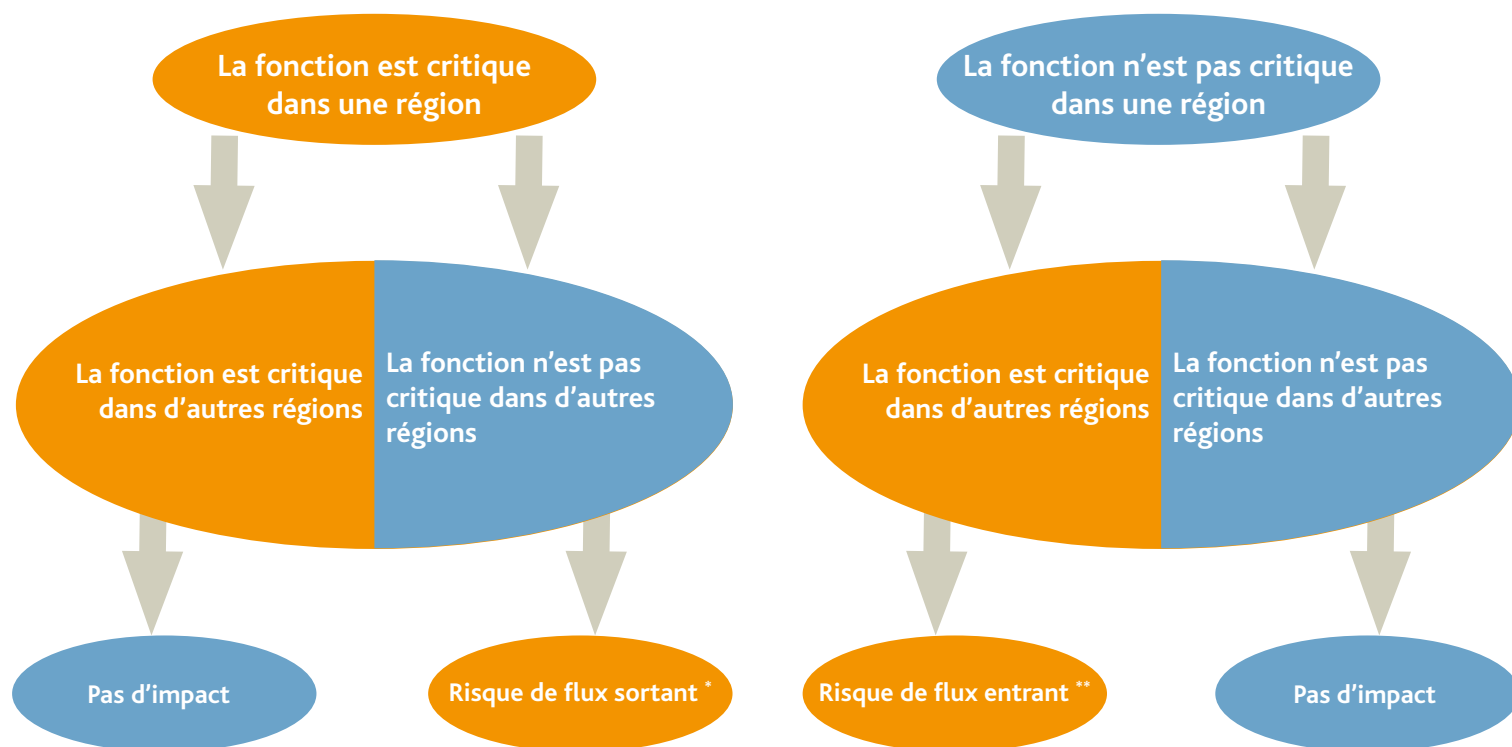 La fonction est critique
dans une région
La fonction n’est pas critique
dans une région
La fonction est critique
dans d’autres régions
La fonction n’est pas
critique dans d’autres
régions
La fonction est critique
dans d’autres régions
La fonction n’est pas
critique dans d’autres
régions
Pas d’impact
Risque de flux sortant *
Risque de flux entrant **
Pas d’impact